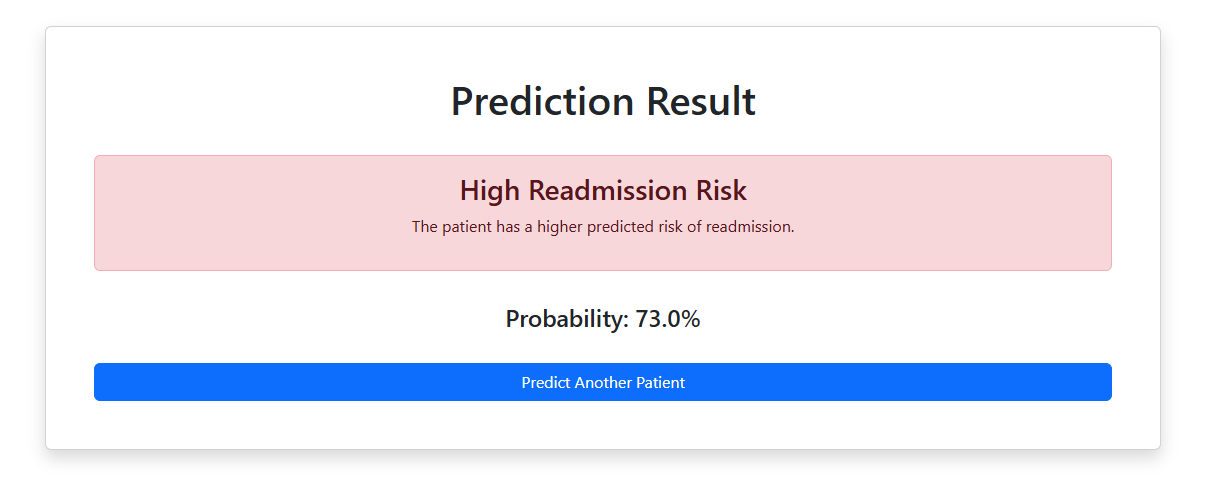 Prediction Result
High Readmission Risk
The patient has a higher predicted risk of readmission.
Probability: 73.0%
Predict Another Patient